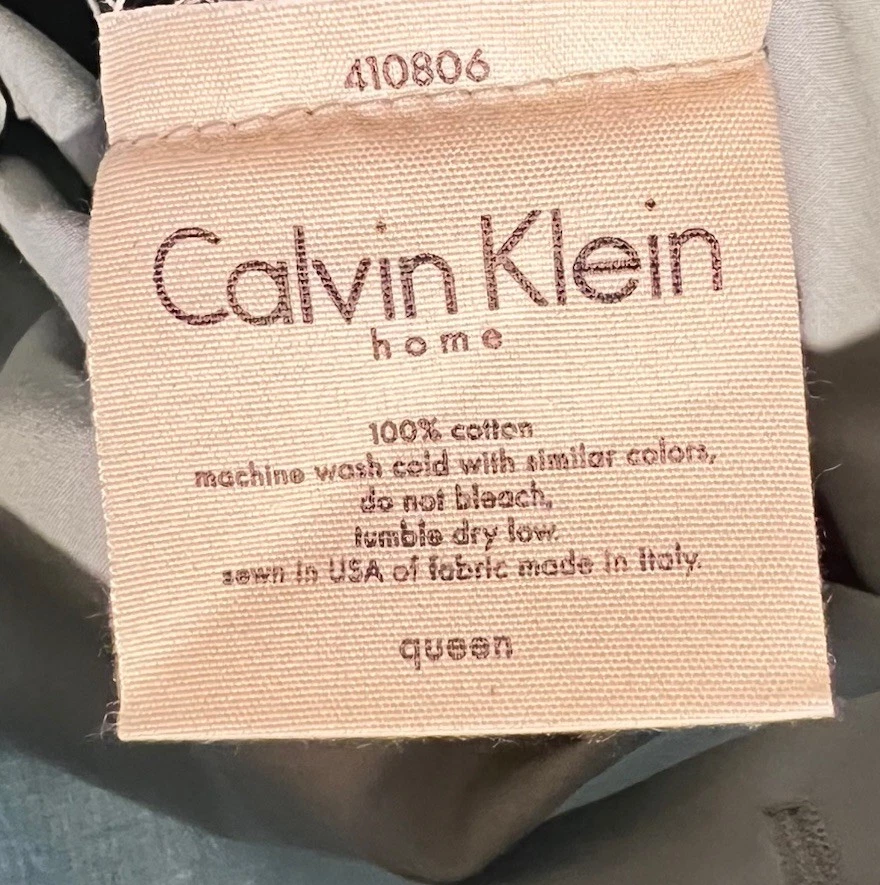 410806
Calvin Klein
home
100% cotton
machine wash cold with similar colors,
do not bleach,
tumble dry low.
sewn in USA of fabric made in Italy.
queen